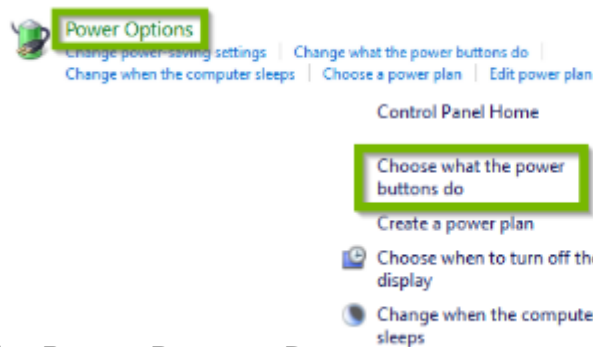 Power Options
Change power-saving settings Change what the power buttons do
Change when the computer sleeps Choose a power plan Edit power plan
Control Panel Home
Choose what the power
buttons do
Create a power plan
Choose when to turn off the
display
Change when the compute
sleeps